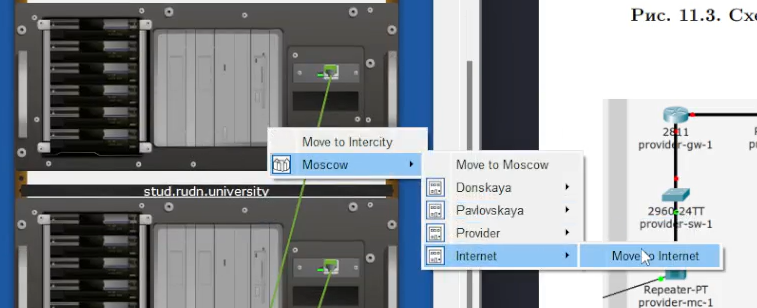 Рис. 11.3. Схе
Move to Intercity
Moscow
Move to Moscow
Donskaya
Pavlovskaya
Provider
Internet
Move to Internet
stud.rudn.university
2811
provider-gw-1
2960-24TT
provider-sw-1
Repeater-PT
provider-mc-1